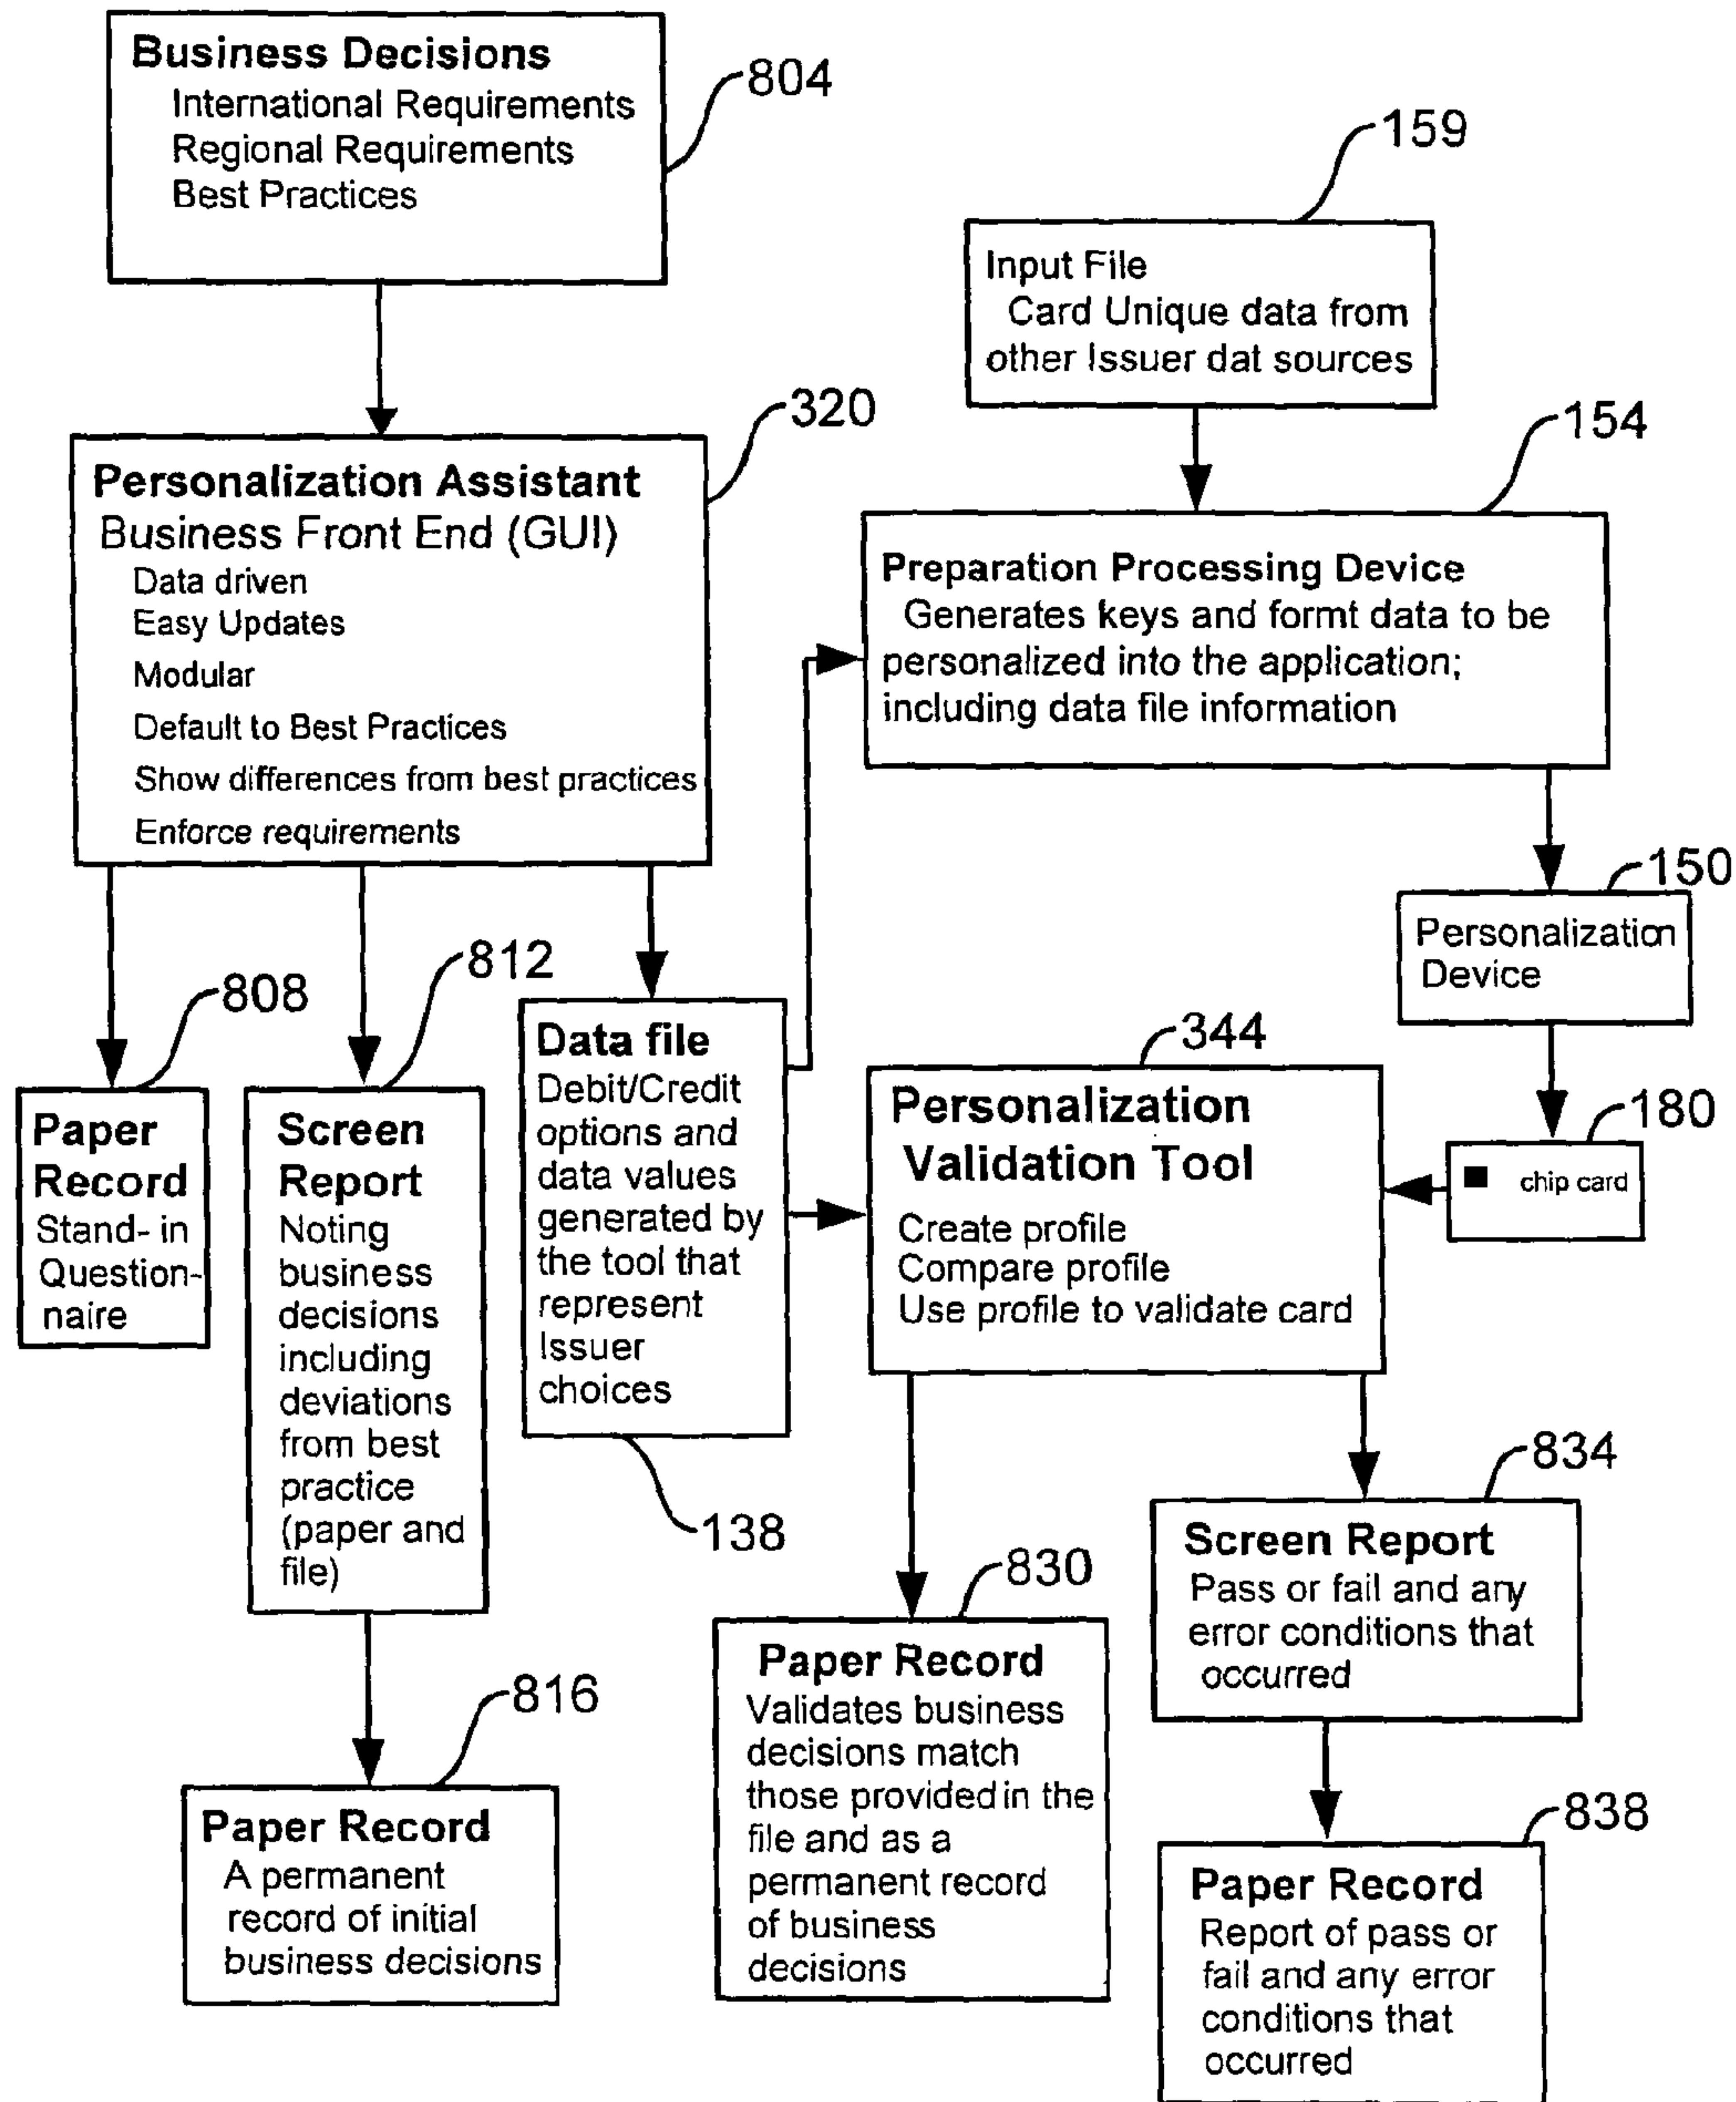 Business Decisions
International Requirements
Regional Requirements
Best Practices
804
159
Input File
Card Unique data from
other Issuer dat sources
320
Personalization Assistant
Business Front End (GUI)
Data driven
Easy Updates
Modular
Default to Best Practices
Show differences from best practices
Enforce requirements
154
Preparation Processing Device
Generates keys and formt data to be
personalized into the application;
including data file information
150
Personalization
Device
808
Paper
Record
Stand- in
Question-
naire
812
Screen
Report
Noting
business
decisions
including
deviations
from best
practice
(paper and
file)
Data file
Debit/Credit
options and
data values
generated by
the tool that
represent
Issuer
choices
138
344
Personalization
Validation Tool
Create profile
Compare profile
Use profile to validate card
180
chip card
816
Paper Record
A permanent
record of initial
business decisions
830
Paper Record
Validates business
decisions match
those provided in the
file and as a
permanent record
of business
decisions
834
Screen Report
Pass or fail and any
error conditions that
occurred
838
Paper Record
Report of pass or
fail and any error
conditions that
occurred